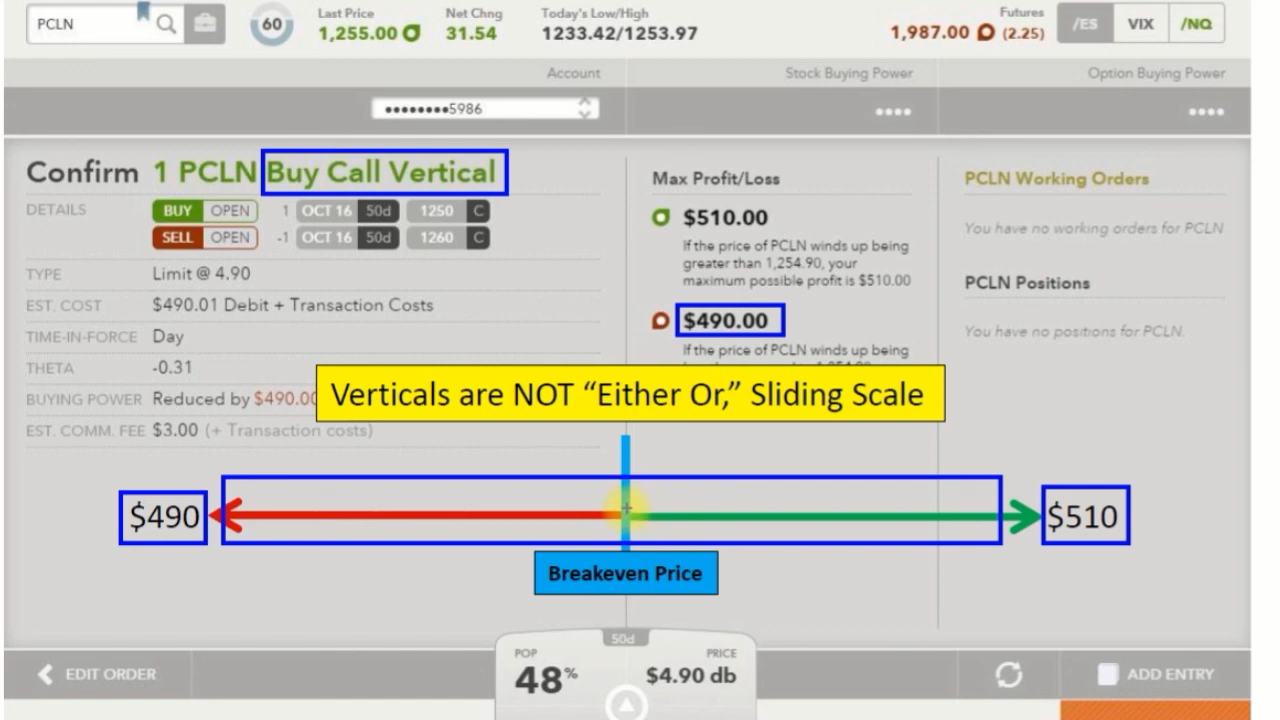 PCLN
60
Last Price
1,255.00
Net Chng
31.54
Today's Low/High
1233.42/1253.97
Futures
1,987.00 (2.25)
/ES VIX /NQ
Account Stock Buying Power Option Buying Power
••••••••5986 •••• ••••
Confirm 1 PCLN Buy Call Vertical
DETAILS BUY OPEN 1 OCT 16 50d 1250 C
SELL OPEN -1 OCT 16 50d 1260 C
TYPE Limit @ 4.90
EST. COST $490.01 Debit + Transaction Costs
TIME-IN-FORCE Day
THETA -0.31
BUYING POWER Reduced by $490.00
EST. COMM. FEE $3.00 (+ Transaction costs)
Max Profit/Loss
$510.00
If the price of PCLN winds up being
greater than 1,254.90, your
maximum possible profit is $510.00
$490.00
If the price of PCLN winds up being
PCLN Working Orders
You have no working orders for PCLN
PCLN Positions
You have no positions for PCLN.
Verticals are NOT “Either Or,” Sliding Scale
$490 $510
Breakeven Price
50d
POP PRICE
48% $4.90 db
EDIT ORDER
ADD ENTRY